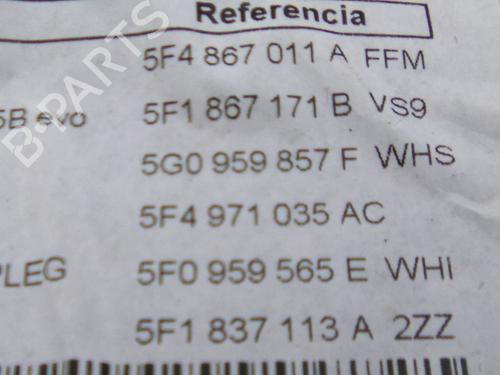 Referencia
5F4 867 011 A FFM
5B evo 5F1 867 171 B VS9
5G0 959 857 F WHS
5F4 971 035 AC
PLEG 5F0 959 565 E WHI
5F1 837 113 A 2ZZ
B-PARTS